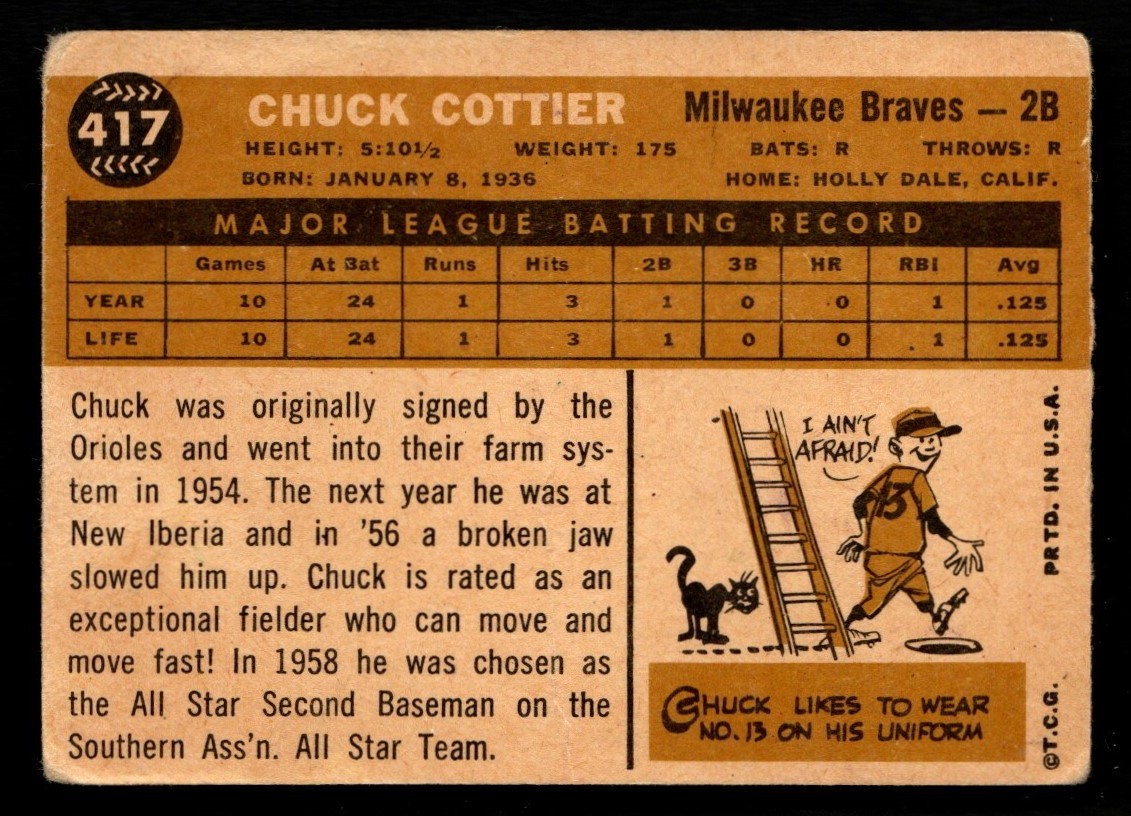 417
CHUCK COTTIER Milwaukee Braves — 2B
HEIGHT: 5:10½ WEIGHT: 175 BATS: R THROWS: R
BORN: JANUARY 8, 1936 HOME: HOLLY DALE, CALIF.
MAJOR LEAGUE BATTING RECORD
Games At Bat Runs Hits 2B 3B HR RBI Avg
YEAR 10 24 1 3 1 0 0 1 .125
LIFE 10 24 1 3 1 0 0 1 .125
Chuck was originally signed by the
Orioles and went into their farm sys-
tem in 1954. The next year he was at
New Iberia and in '56 a broken jaw
slowed him up. Chuck is rated as an
exceptional fielder who can move and
move fast! In 1958 he was chosen as
the All Star Second Baseman on the
Southern Ass'n. All Star Team.
I AIN'T
AFRAID!
13
CHUCK LIKES TO WEAR
NO. 13 ON HIS UNIFORM
©T.C.G. PRTD. IN U.S.A.